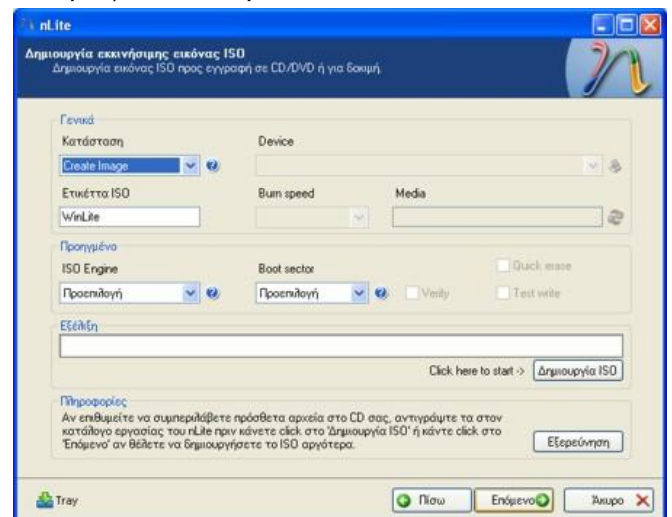 nLite
Δημιουργία εκκινήσιμης εικόνας ISO
Δημιουργία εικόνας ISO προς εγγραφή σε CD/DVD ή για δοκιμή.
Γενικά
Κατάσταση Device
Create Image
Ετικέττα ISO Burn speed Media
WinLite
Προηγμένα
ISO Engine Boot sector Quick erase
Προεπιλογή Προεπιλογή Verify Test write
Εξέλιξη
Click here to start -> Δημιουργία ISO
Πληροφορίες
Αν επιθυμείτε να συμπεριλάβετε πρόσθετα αρχεία στο CD σας, αντιγράψτε τα στον
κατάλογο εργασίας του nLite πριν κάνετε click στο 'Δημιουργία ISO' ή κάντε click στο
'Επόμενο' αν θέλετε να δημιουργήσετε το ISO αργότερα.
Εξερεύνηση
Tray Πίσω Επόμενο Άκυρο